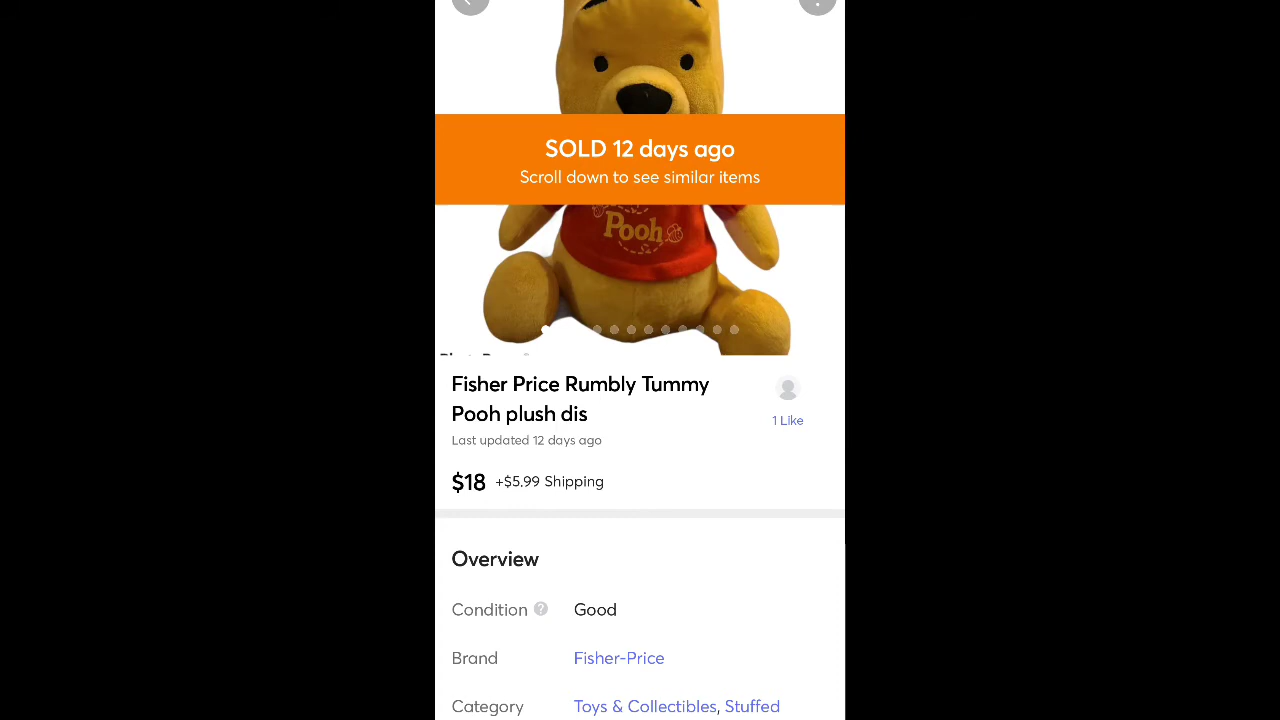 SOLD 12 days ago
Scroll down to see similar items
Pooh
Fisher Price Rumbly Tummy
Pooh plush dis
1 Like
Last updated 12 days ago
$18 +$5.99 Shipping
Overview
Condition ? Good
Brand Fisher-Price
Category Toys & Collectibles, Stuffed